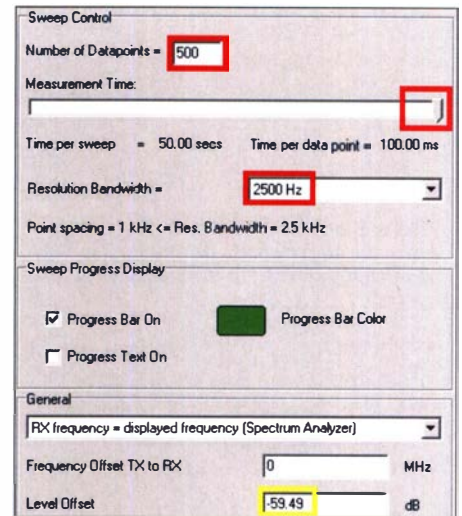 Sweep Control
Number of Datapoints = 500
Measurement Time:
Time per sweep = 50.00 secs Time per data point = 100.00 ms
Resolution Bandwidth = 2500 Hz
Point spacing = 1 kHz <= Res. Bandwidth = 2.5 kHz
Sweep Progress Display
Progress Bar On Progress Bar Color
Progress Text On
General
RX frequency = displayed frequency (Spectrum Analyzer)
Frequency Offset TX to RX 0 MHz
Level Offset -59.49 dB